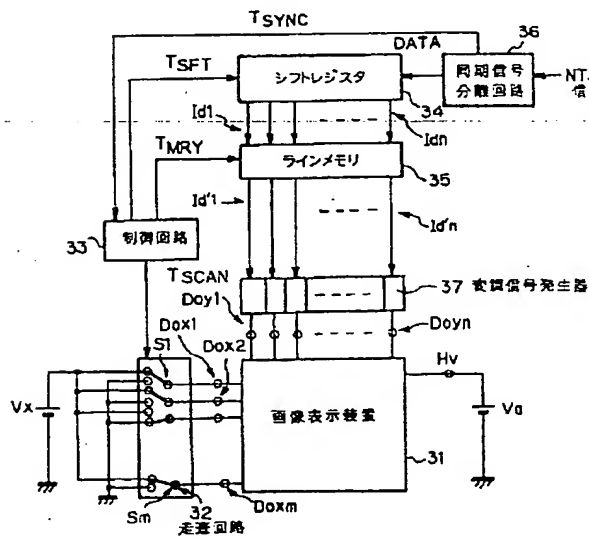 TSYNC
36
DATA
同期信号
分離回路
NT
信
TSFT
シフトレジスタ
34
Id1
Idn
TMRY
ラインメモリ
35
33
制御回路
Id'1
Id'n
TSCAN
37 変調信号発生器
Doy1
Doyn
Dox1
S1
Dox2
Hv
Vx
画像表示装置
Va
31
Sm
32
走査回路
Doxm